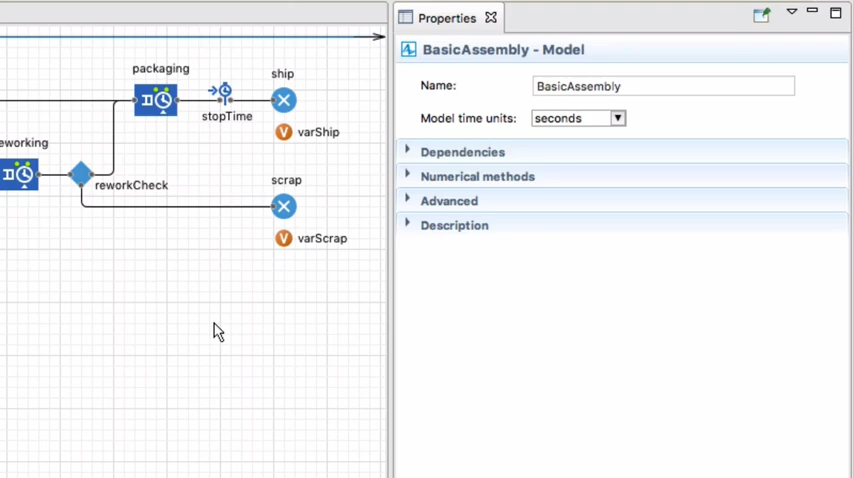 packaging
ship
stopTime
V varShip
eworking
reworkCheck
scrap
V varScrap
Properties
BasicAssembly - Model
Name: BasicAssembly
Model time units: seconds
Dependencies
Numerical methods
Advanced
Description